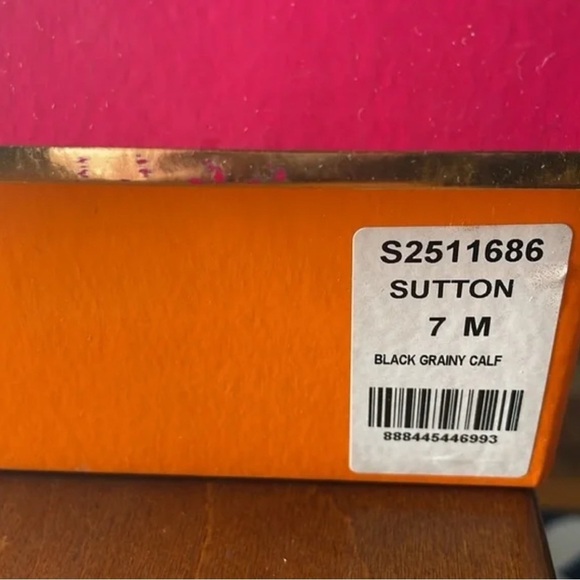 S2511686
SUTTON
7 M
BLACK GRAINY CALF
888445446993